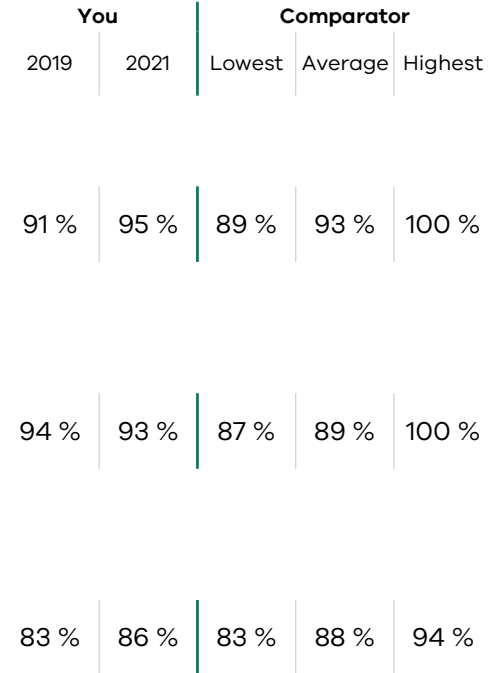 You Comparator
2019 2021 Lowest Average Highest
91 % 95 % 89 % 93 % 100 %
94 % 93 % 87 % 89 % 100 %
83 % 86 % 83 % 88 % 94 %